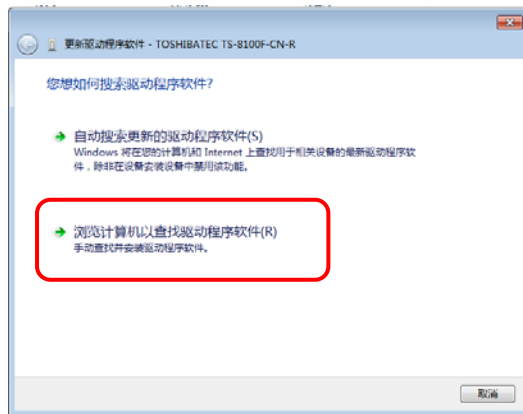 更新驱动程序软件 - TOSHIBATEC TS-8100F-CN-R
您想如何搜索驱动程序软件?
自动搜索更新的驱动程序软件(S)
Windows 将在您的计算机和 Internet 上查找用于相关设备的最新驱动程序软
件，除非在设备安装设备中禁用该功能。
浏览计算机以查找驱动程序软件(R)
手动查找并安装驱动程序软件。
取消